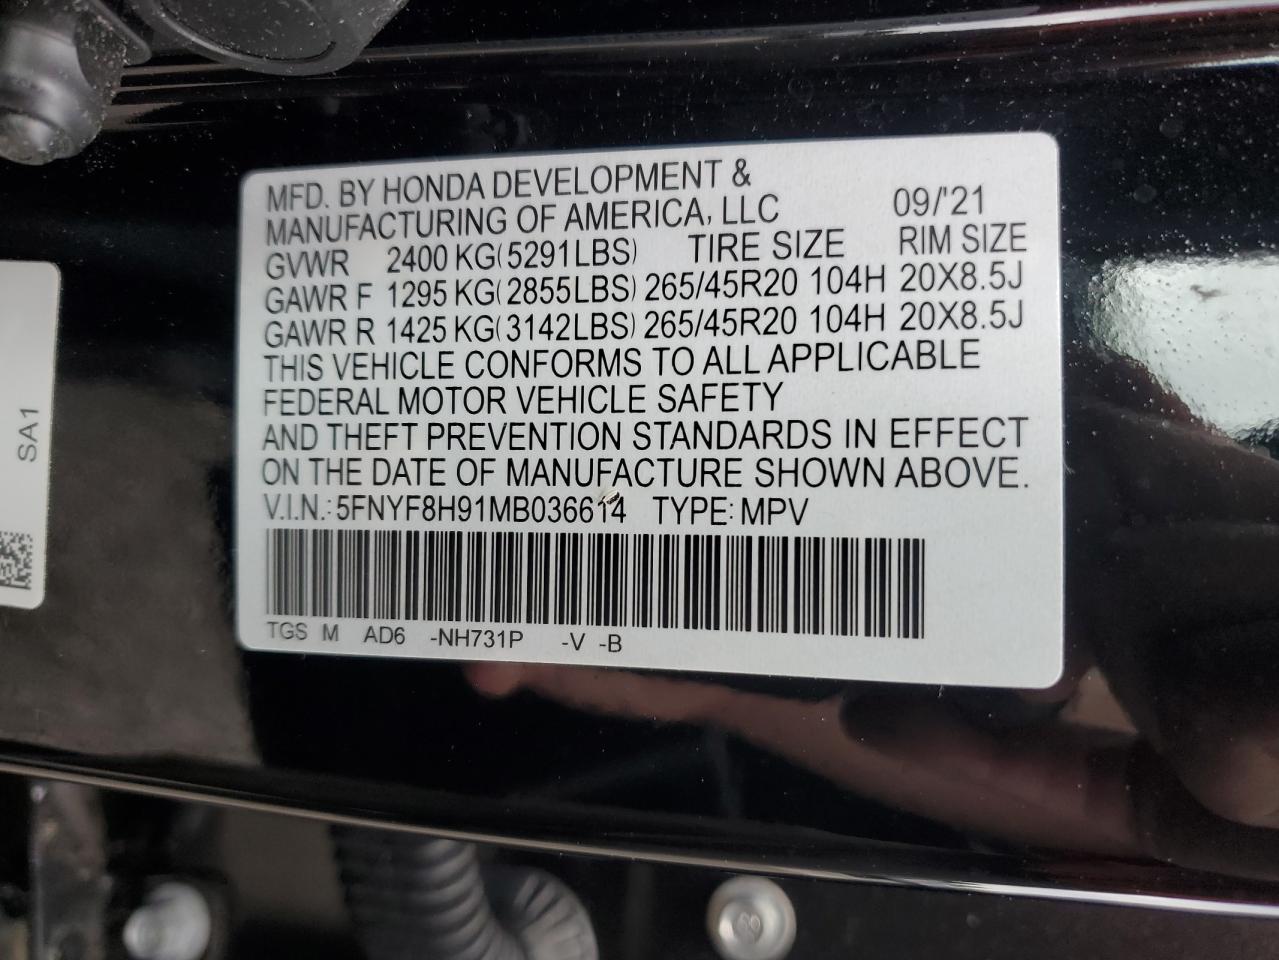 MFD. BY HONDA DEVELOPMENT &
MANUFACTURING OF AMERICA, LLC 09/'21
GVWR 2400 KG(5291LBS) TIRE SIZE RIM SIZE
GAWR F 1295 KG(2855LBS) 265/45R20 104H 20X8.5J
GAWR R 1425 KG(3142LBS) 265/45R20 104H 20X8.5J
THIS VEHICLE CONFORMS TO ALL APPLICABLE
FEDERAL MOTOR VEHICLE SAFETY
AND THEFT PREVENTION STANDARDS IN EFFECT
ON THE DATE OF MANUFACTURE SHOWN ABOVE.
V.I.N.: 5FNYF8H91MB036614 TYPE: MPV
TGS M AD6 -NH731P -V -B
SA1